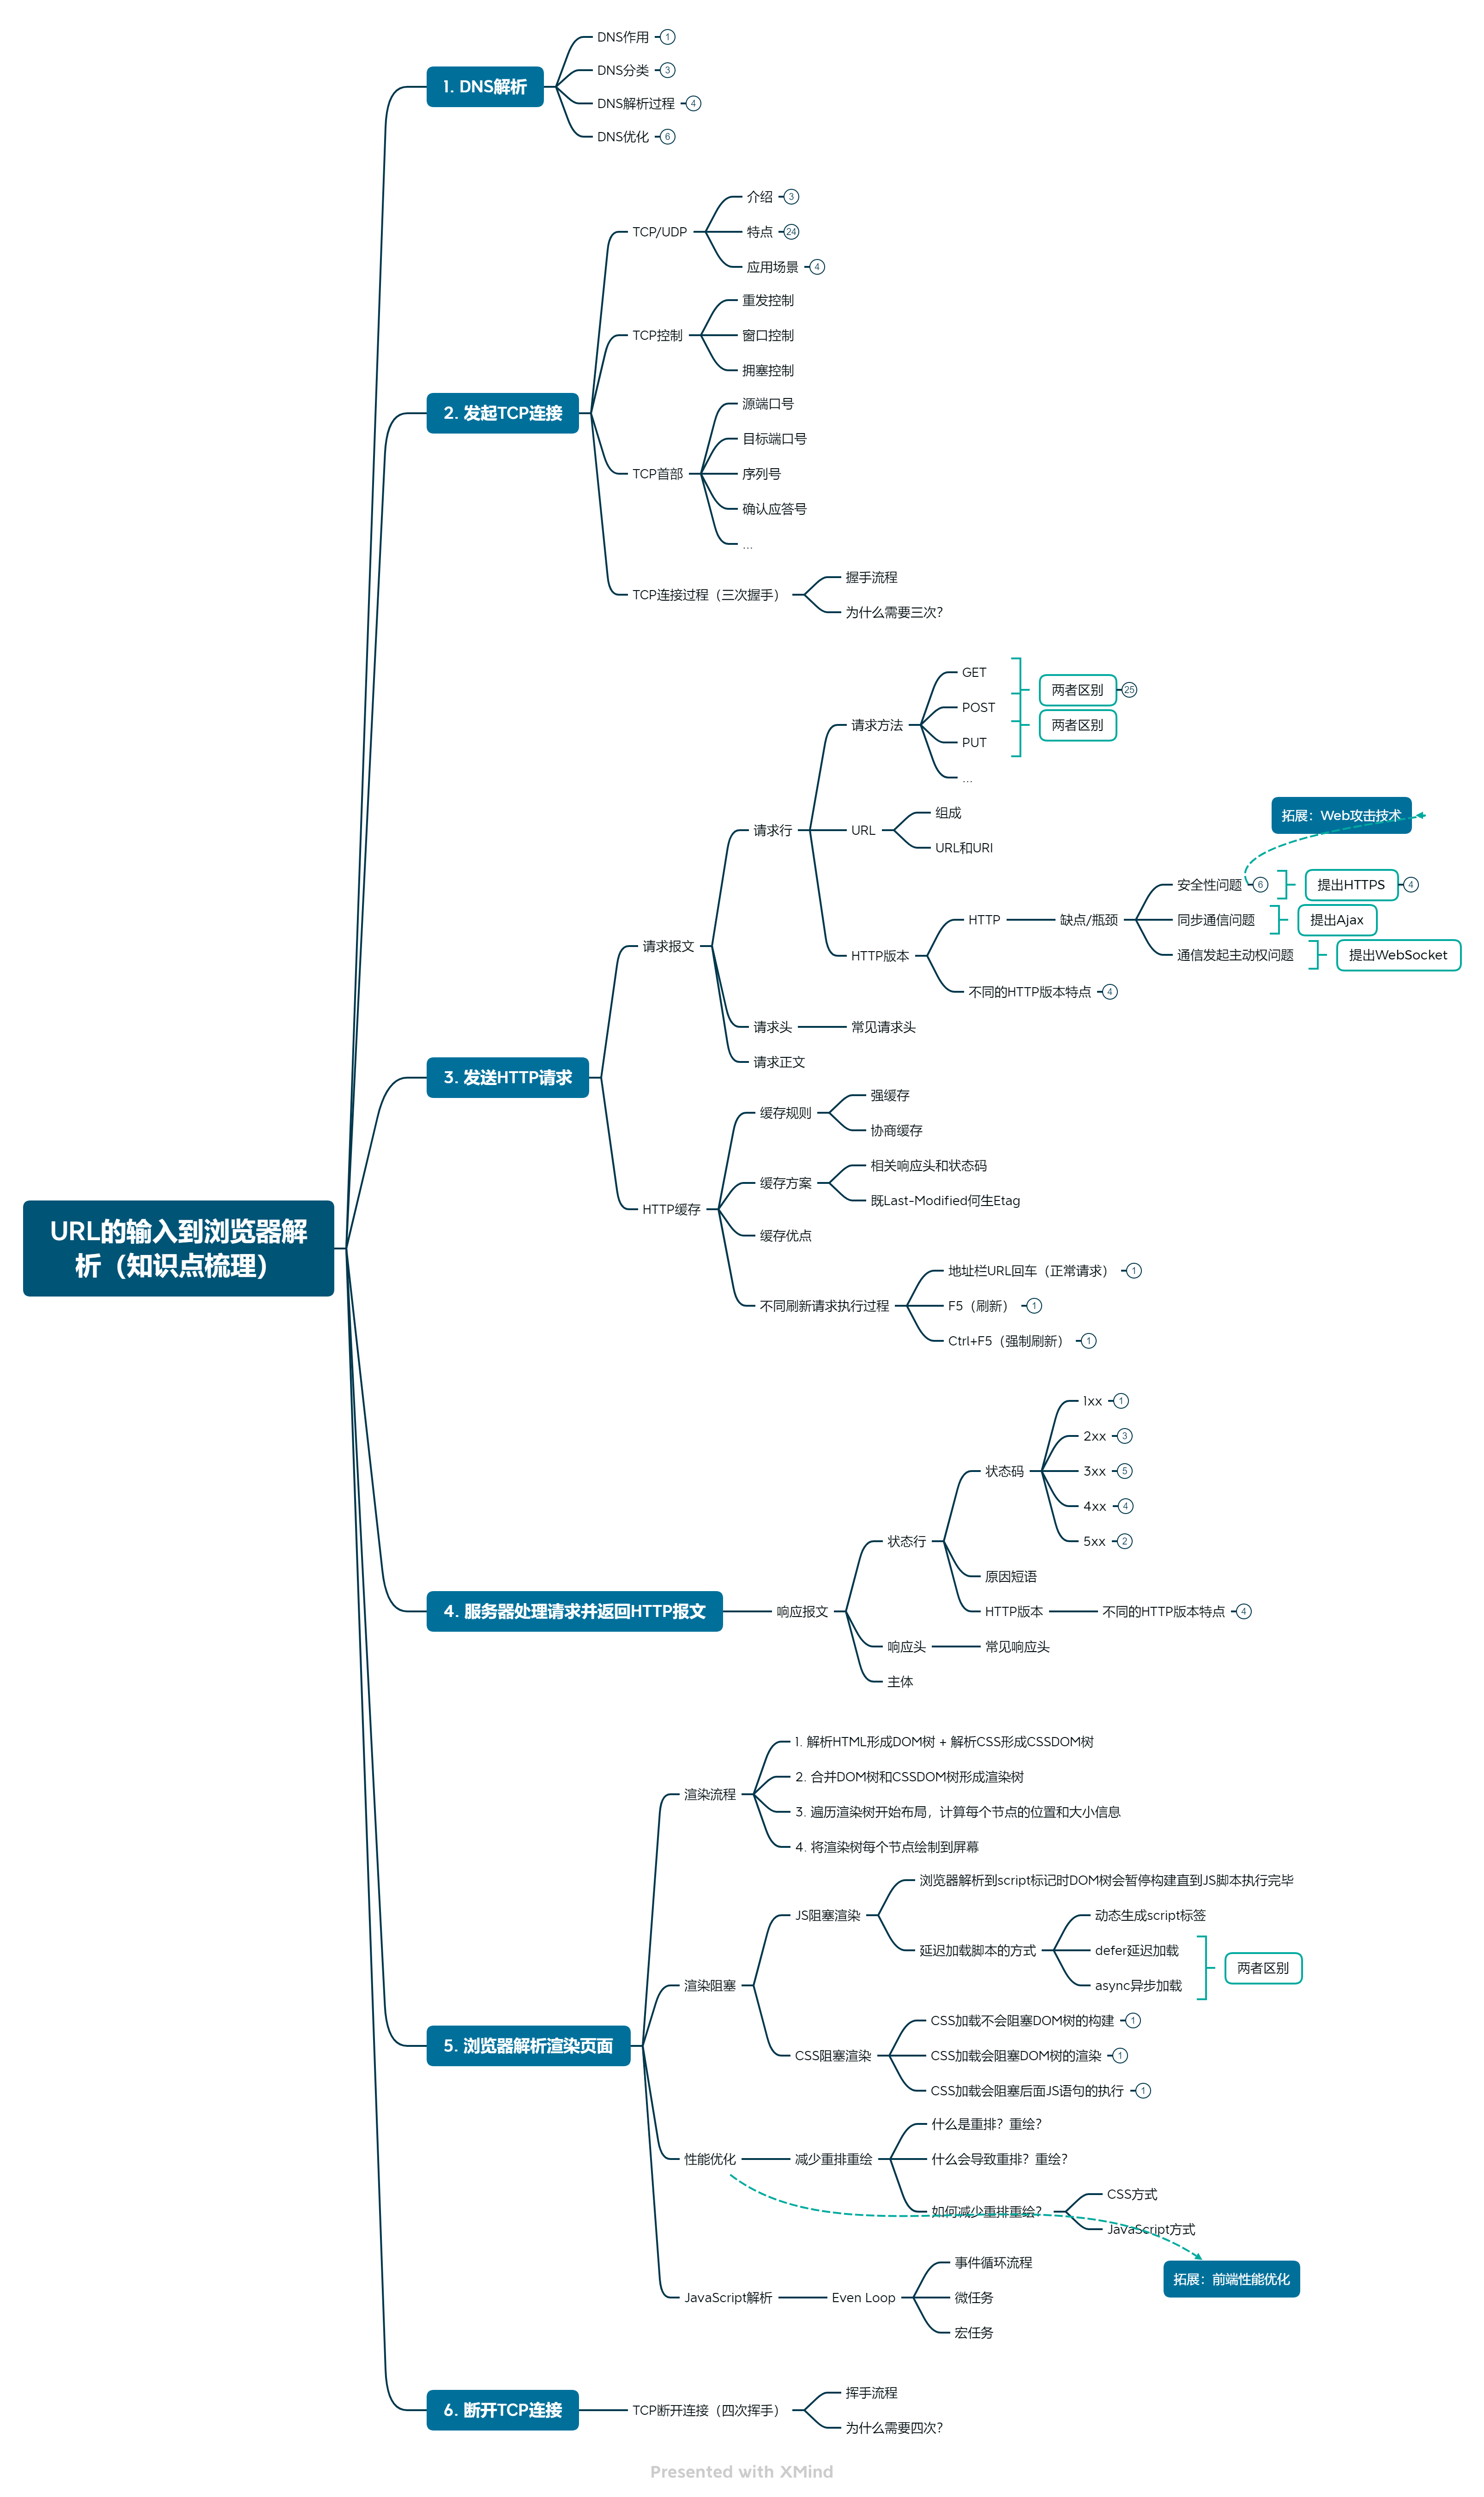 1. DNS解析
DNS作用 1
DNS分类 3
DNS解析过程 4
DNS优化 6
2. 发起TCP连接
TCP/UDP
介绍 3
特点 24
应用场景 4
TCP控制
重发控制
窗口控制
拥塞控制
TCP首部
源端口号
目标端口号
序列号
确认应答号
...
TCP连接过程（三次握手）
握手流程
为什么需要三次？
3. 发送HTTP请求
请求报文
请求行
请求方法
GET
POST
PUT
...
两者区别 25
两者区别
URL
组成
URL和URI
HTTP版本
HTTP
缺点/瓶颈
拓展：Web攻击技术
安全性问题 6
提出HTTPS 4
同步通信问题
提出Ajax
通信发起主动权问题
提出WebSocket
不同的HTTP版本特点 4
请求头
常见请求头
请求正文
HTTP缓存
缓存规则
强缓存
协商缓存
缓存方案
相关响应头和状态码
既Last-Modified何生Etag
缓存优点
不同刷新请求执行过程
地址栏URL回车（正常请求） 1
F5（刷新） 1
Ctrl+F5（强制刷新） 1
URL的输入到浏览器解
析（知识点梳理）
4. 服务器处理请求并返回HTTP报文
响应报文
状态行
状态码
1xx 1
2xx 3
3xx 5
4xx 4
5xx 2
原因短语
HTTP版本
不同的HTTP版本特点 4
响应头
常见响应头
主体
5. 浏览器解析渲染页面
渲染流程
1. 解析HTML形成DOM树 + 解析CSS形成CSSDOM树
2. 合并DOM树和CSSDOM树形成渲染树
3. 遍历渲染树开始布局，计算每个节点的位置和大小信息
4. 将渲染树每个节点绘制到屏幕
渲染阻塞
JS阻塞渲染
浏览器解析到script标记时DOM树会暂停构建直到JS脚本执行完毕
延迟加载脚本的方式
动态生成script标签
defer延迟加载
async异步加载
两者区别
CSS阻塞渲染
CSS加载不会阻塞DOM树的构建 1
CSS加载会阻塞DOM树的渲染 1
CSS加载会阻塞后面JS语句的执行 1
性能优化
减少重排重绘
什么是重排？重绘？
什么会导致重排？重绘？
如何减少重排重绘？
CSS方式
JavaScript方式
拓展：前端性能优化
JavaScript解析
Even Loop
事件循环流程
微任务
宏任务
6. 断开TCP连接
TCP断开连接（四次挥手）
挥手流程
为什么需要四次？
Presented with XMind